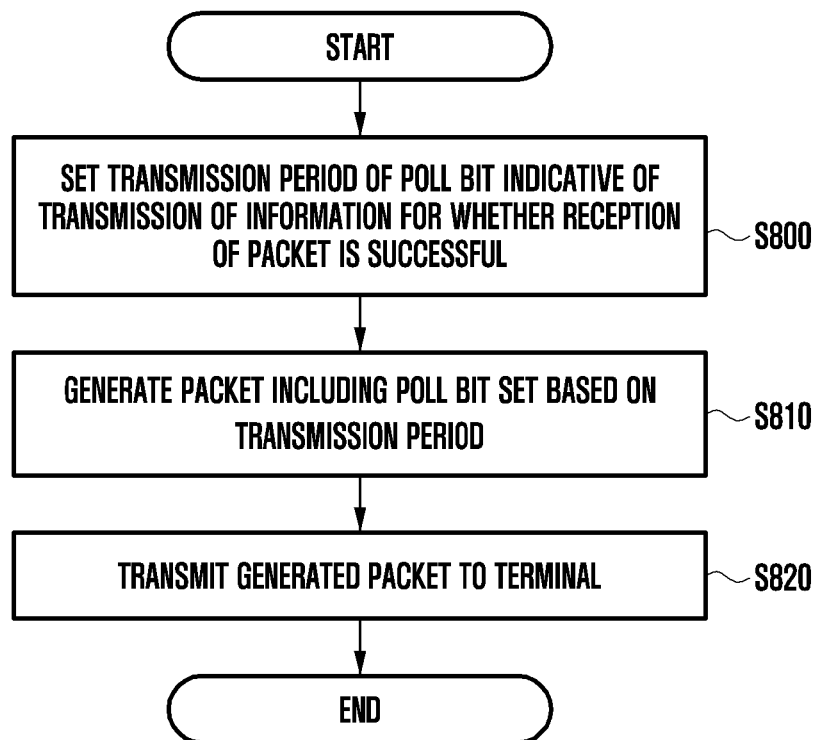 START
SET TRANSMISSION PERIOD OF POLL BIT INDICATIVE OF
TRANSMISSION OF INFORMATION FOR WHETHER RECEPTION
OF PACKET IS SUCCESSFUL
S800
GENERATE PACKET INCLUDING POLL BIT SET BASED ON
TRANSMISSION PERIOD
S810
TRANSMIT GENERATED PACKET TO TERMINAL
S820
END